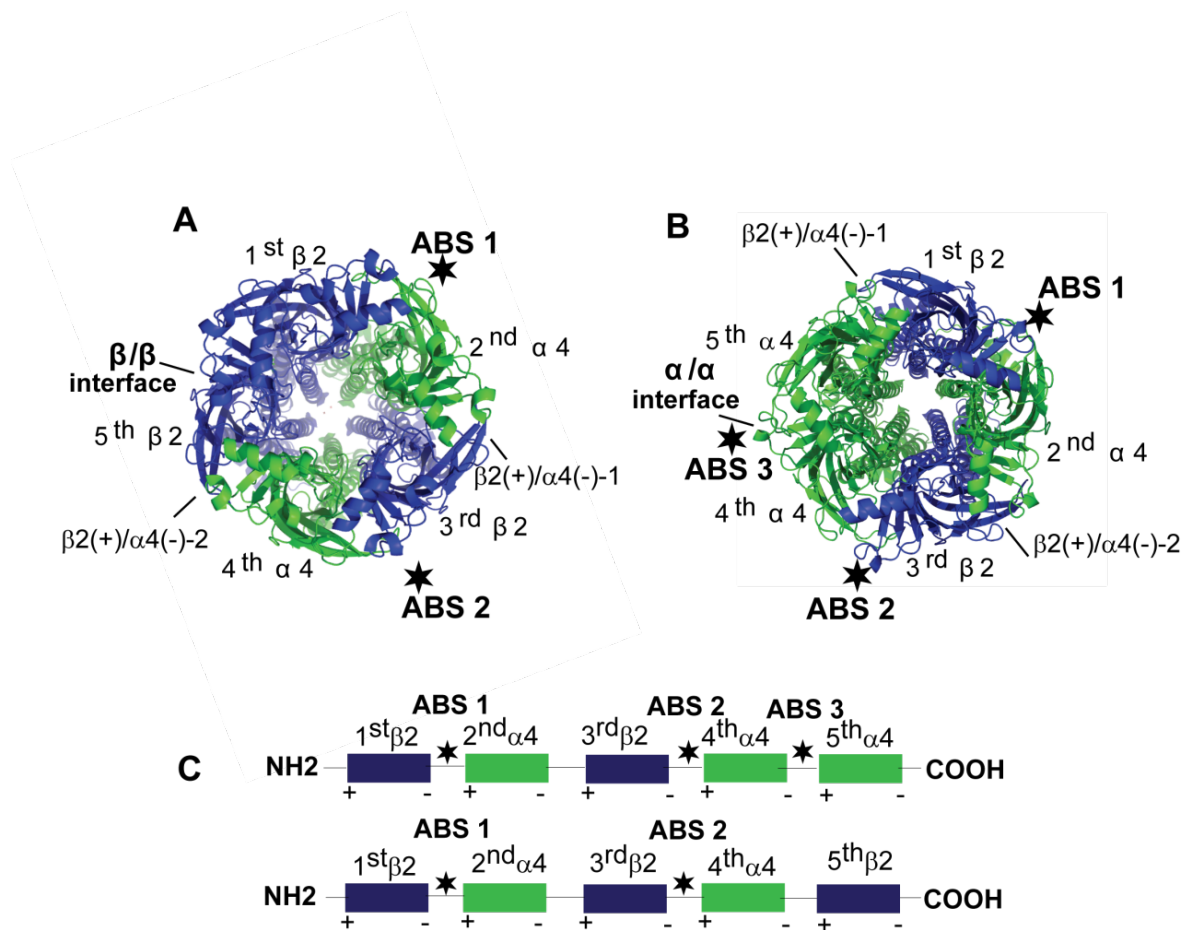 A
1st β2
ABS 1
2nd α4
β/β
interface
5th β2
β2(+)/α4(-)-1
3rd β2
β2(+)/α4(-)-2
4th α4
ABS 2
B
β2(+)/α4(-)-1
1st β2
ABS 1
5th α4
α/α
interface
2nd α4
ABS 3
4th α4
β2(+)/α4(-)-2
3rd β2
ABS 2
C
ABS 1 ABS 2 ABS 3
1stβ2 2ndα4 3rdβ2 4thα4 5thα4
NH2 COOH
+ - + - + - + - + -
ABS 1 ABS 2
1stβ2 2ndα4 3rdβ2 4thα4 5thβ2
NH2 COOH
+ - + - + - + - + -